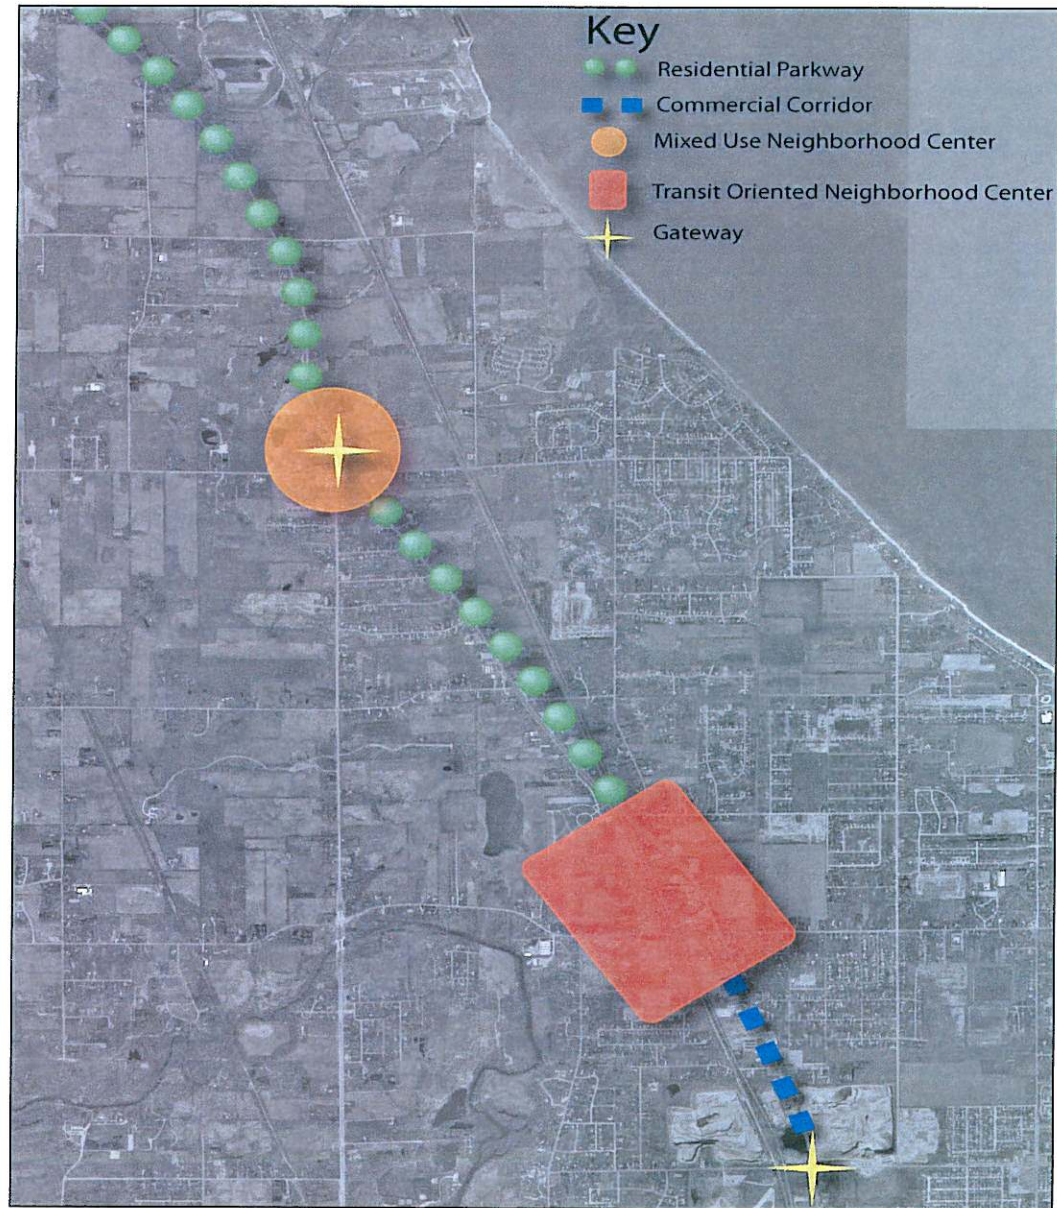 Key
Residential Parkway
Commercial Corridor
Mixed Use Neighborhood Center
Transit Oriented Neighborhood Center
Gateway